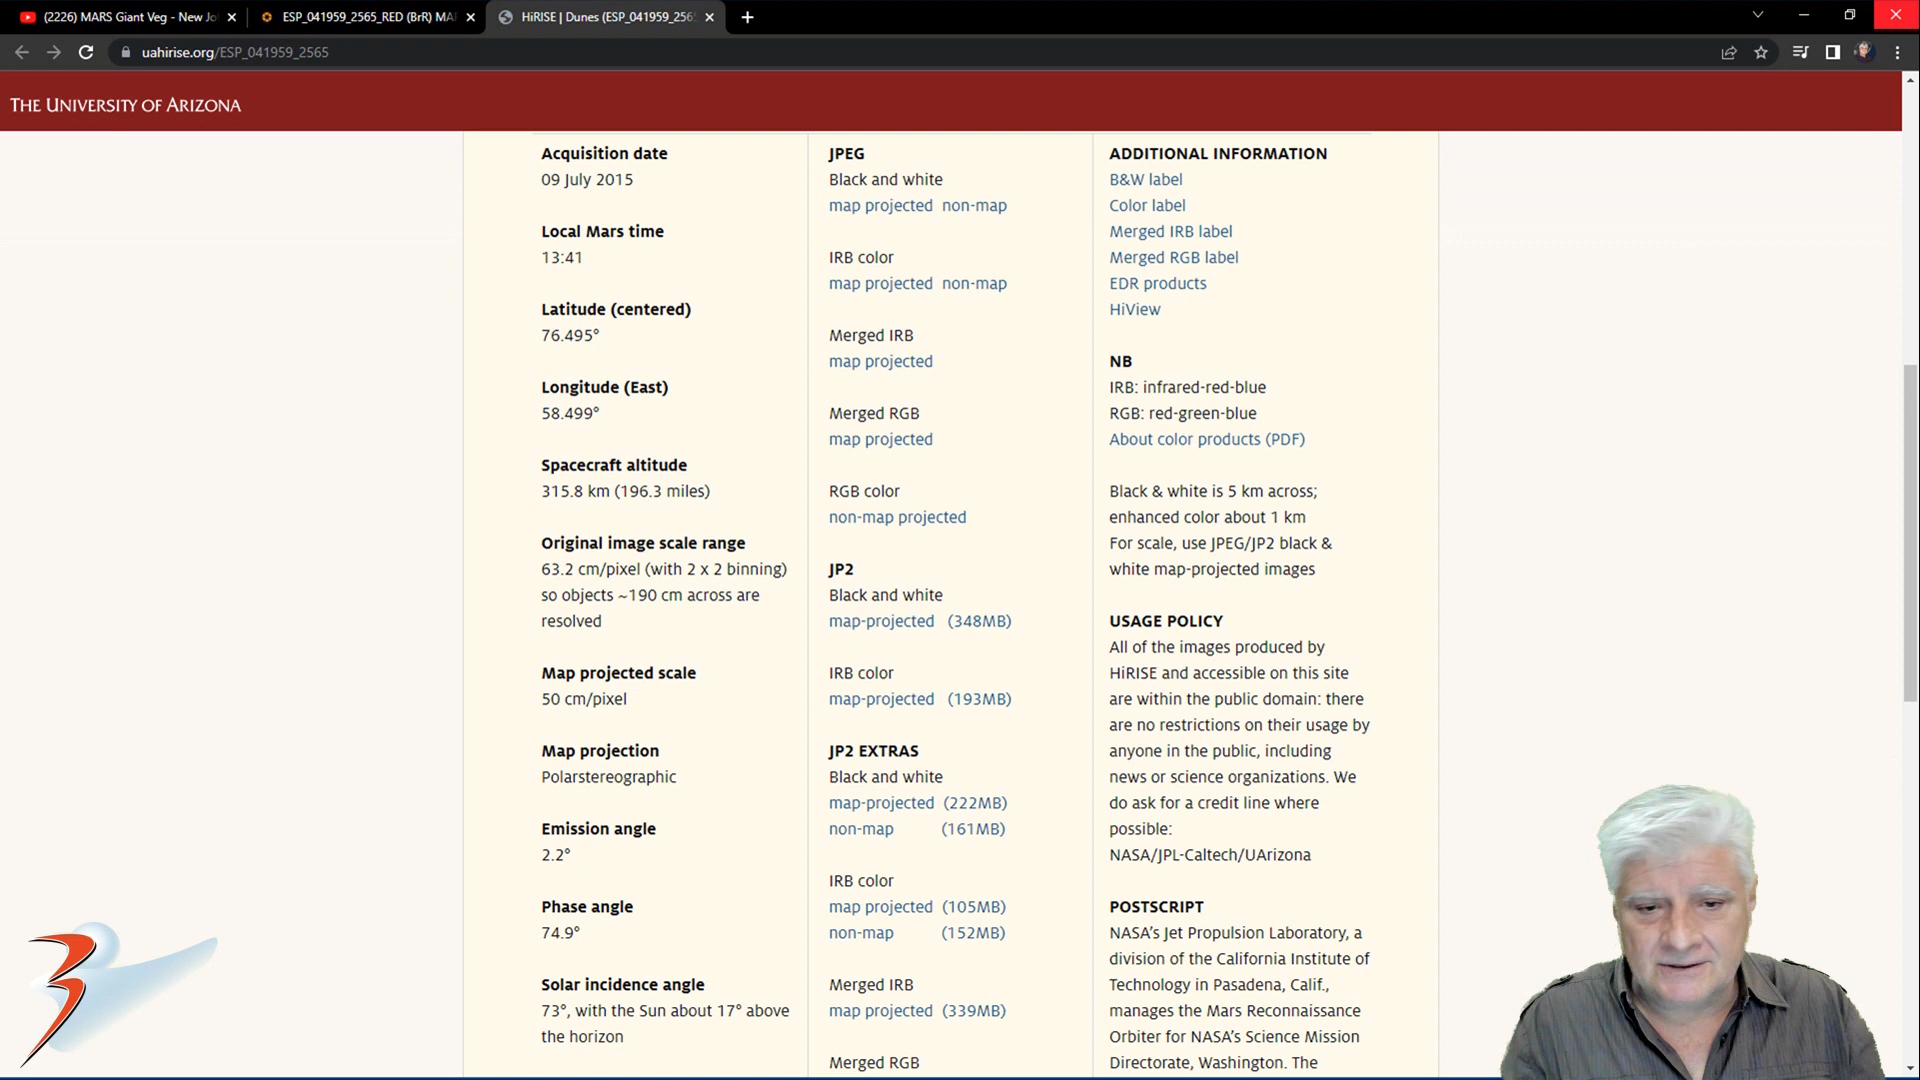 (2226) MARS Giant Veg - New Jo
ESP_041959_2565_RED (BrR) MA
HiRISE | Dunes (ESP_041959_256
uahirise.org/ESP_041959_2565
THE UNIVERSITY OF ARIZONA
Acquisition date
09 July 2015
Local Mars time
13:41
Latitude (centered)
76.495°
Longitude (East)
58.499°
Spacecraft altitude
315.8 km (196.3 miles)
Original image scale range
63.2 cm/pixel (with 2 x 2 binning)
so objects ~190 cm across are
resolved
Map projected scale
50 cm/pixel
Map projection
Polarstereographic
Emission angle
2.2°
Phase angle
74.9°
Solar incidence angle
73°, with the Sun about 17° above
the horizon
JPEG
Black and white
map projected non-map
IRB color
map projected non-map
Merged IRB
map projected
Merged RGB
map projected
RGB color
non-map projected
JP2
Black and white
map-projected (348MB)
IRB color
map-projected (193MB)
JP2 EXTRAS
Black and white
map-projected (222MB)
non-map (161MB)
IRB color
map projected (105MB)
non-map (152MB)
Merged IRB
map projected (339MB)
Merged RGB
ADDITIONAL INFORMATION
B&W label
Color label
Merged IRB label
Merged RGB label
EDR products
HiView
NB
IRB: infrared-red-blue
RGB: red-green-blue
About color products (PDF)
Black & white is 5 km across;
enhanced color about 1 km
For scale, use JPEG/JP2 black &
white map-projected images
USAGE POLICY
All of the images produced by
HiRISE and accessible on this site
are within the public domain: there
are no restrictions on their usage by
anyone in the public, including
news or science organizations. We
do ask for a credit line where
possible:
NASA/JPL-Caltech/UArizona
POSTSCRIPT
NASA's Jet Propulsion Laboratory, a
division of the California Institute of
Technology in Pasadena, Calif.,
manages the Mars Reconnaissance
Orbiter for NASA's Science Mission
Directorate, Washington. The